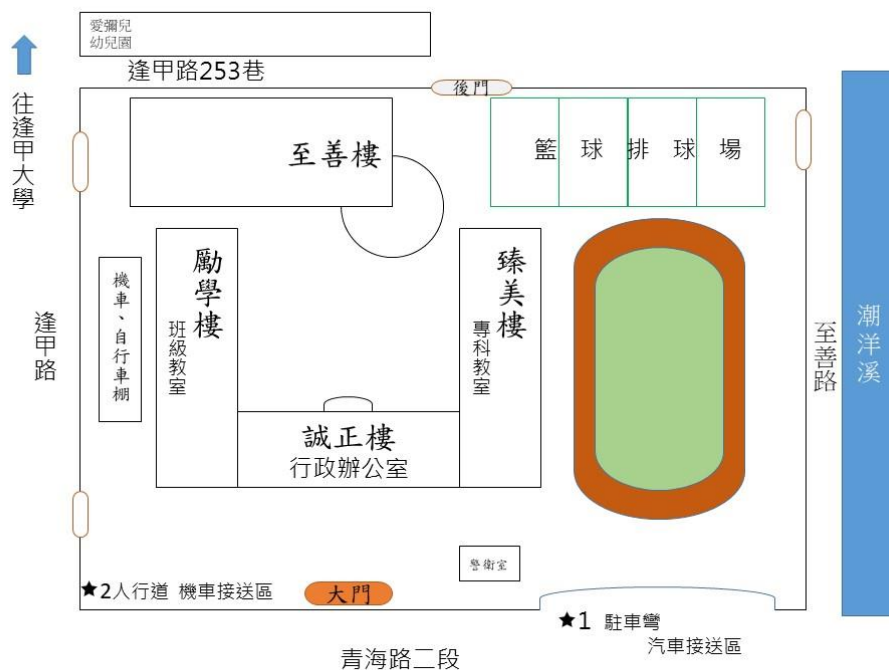 愛彌兒
幼兒園
往逢甲大學
逢甲路253巷
後門
至善樓
籃球排球場
勵學樓
班級教室
臻美樓
專科教室
機車、自行車棚
逢甲路
至善路
潮洋溪
誠正樓
行政辦公室
警衛室
★2人行道 機車接送區
大門
★1 駐車彎
汽車接送區
青海路二段